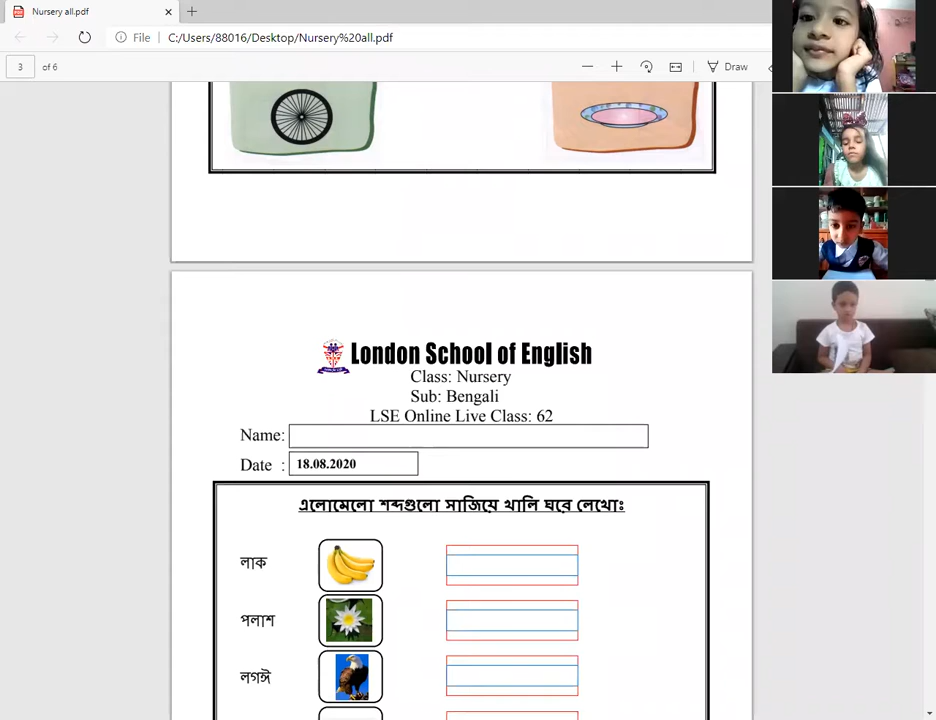 Nursery all.pdf
File
C:/Users/88016/Desktop/Nursery%20all.pdf
3 of 6
Draw
London School of English
Class: Nursery
Sub: Bengali
LSE Online Live Class: 62
Name:
Date : 18.08.2020
এলোমেলো শব্দগুলো সাজিয়ে খালি ঘরে লেখোঃ
লাক
পলাশ
লগঈ